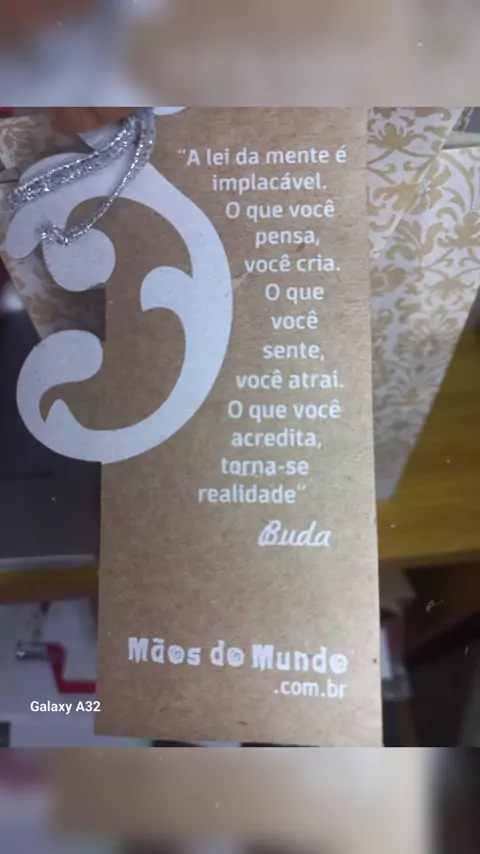 “A lei da mente é
implacável.
O que você
pensa,
você cria.
O que
você
sente,
você atrai.
O que você
acredita,
torna-se
realidade”
Buda
Mãos do Mundo
.com.br
Galaxy A32